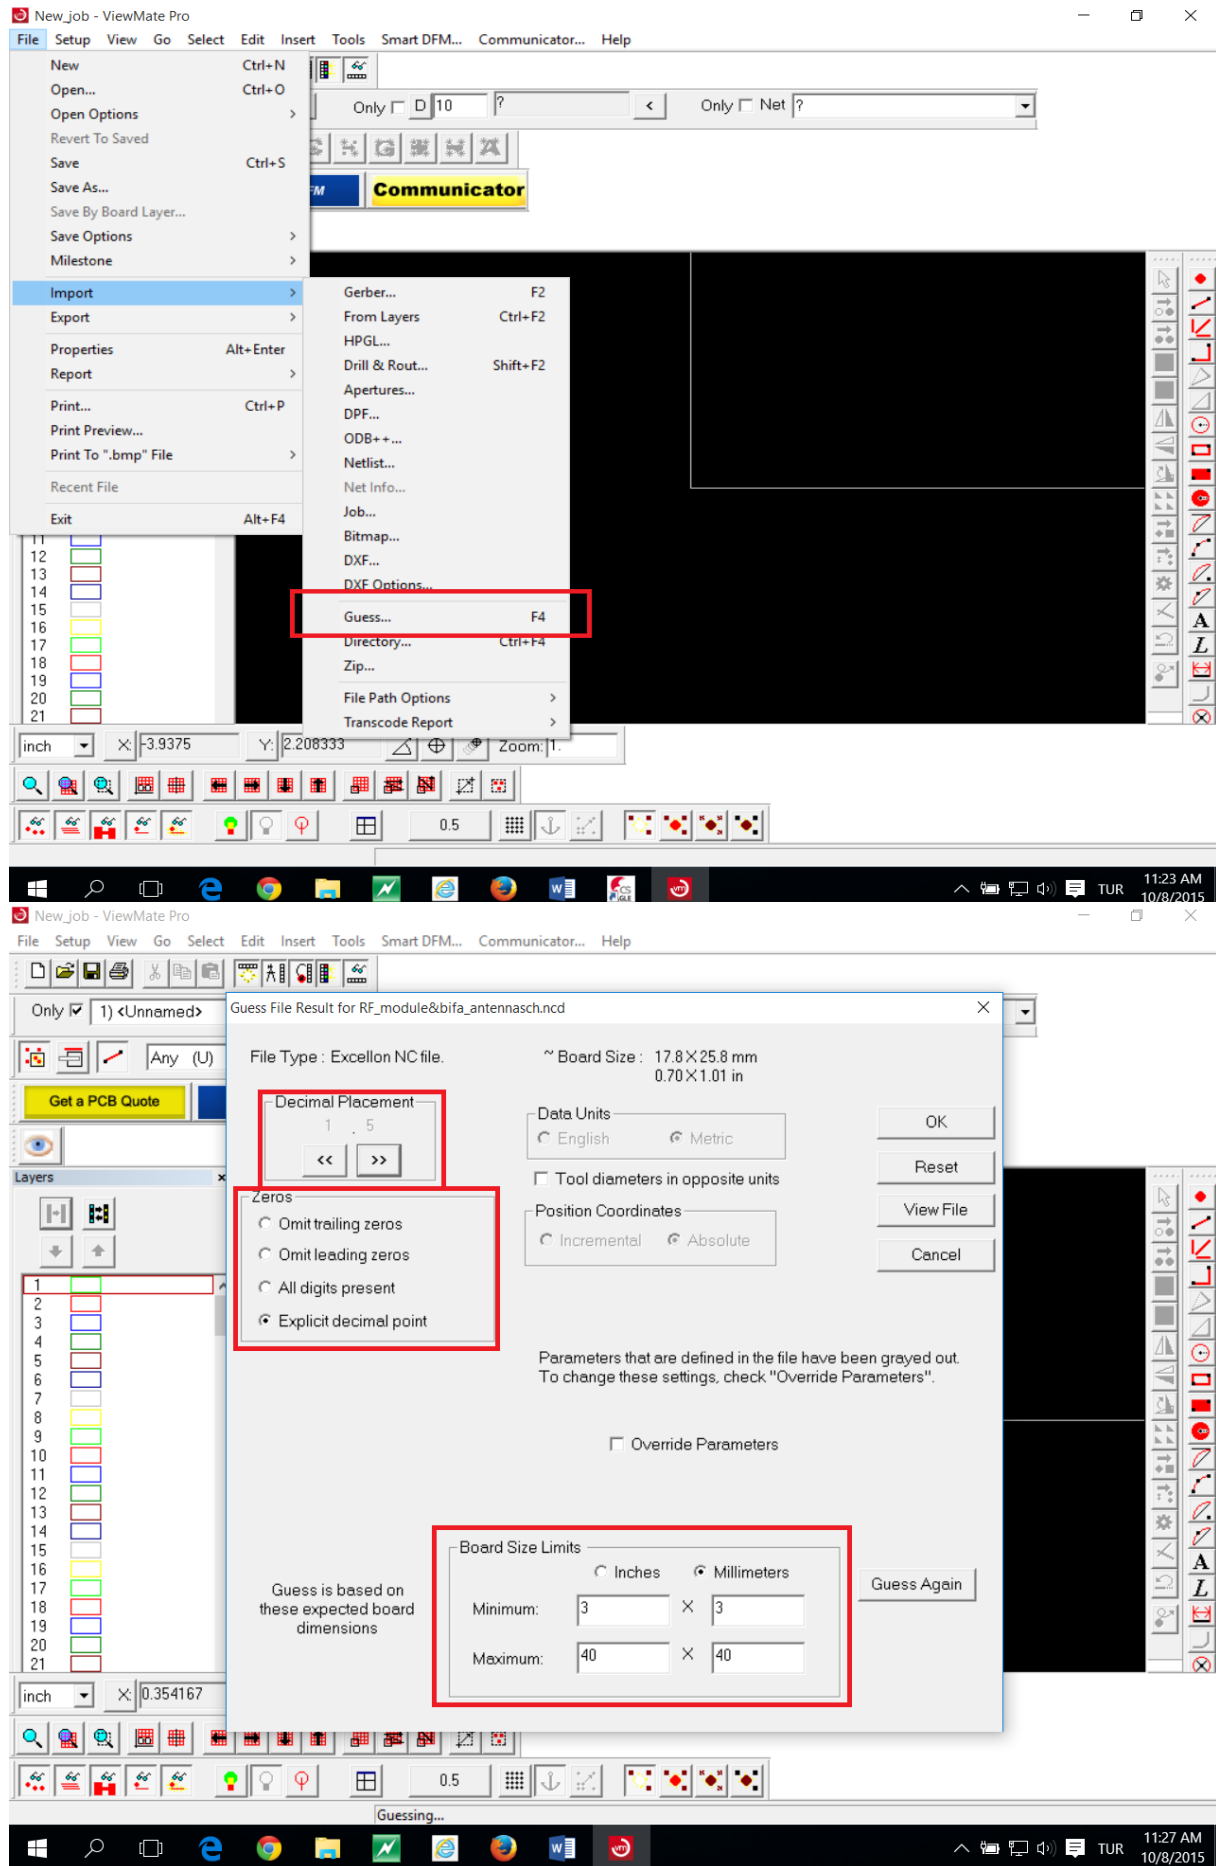 New_job - ViewMate Pro
File Setup View Go Select Edit Insert Tools Smart DFM... Communicator... Help
New Ctrl+N
Open... Ctrl+O
Open Options
Revert To Saved
Save Ctrl+S
Save As...
Save By Board Layer...
Save Options
Milestone
Import
Export
Properties Alt+Enter
Report
Print... Ctrl+P
Print Preview...
Print To ".bmp" File
Recent File
Exit Alt+F4
Only D 10 ? < Only Net ?
FM Communicator
Gerber... F2
From Layers Ctrl+F2
HPGL...
Drill & Rout... Shift+F2
Apertures...
DPF...
ODB++...
Netlist...
Net Info...
Job...
Bitmap...
DXF...
DXF Options...
Guess... F4
Directory... Ctrl+F4
Zip...
File Path Options
Transcode Report
11
12
13
14
15
16
17
18
19
20
21
A
L
inch X: -3.9375 Y: 2.208333 Zoom: 1.
0.5
TUR 11:23 AM
10/8/2015
New_job - ViewMate Pro
File Setup View Go Select Edit Insert Tools Smart DFM... Communicator... Help
Only 1) <Unnamed>
Any (U)
Get a PCB Quote
Layers
1
2
3
4
5
6
7
8
9
10
11
12
13
14
15
16
17
18
19
20
21
Guess File Result for RF_module&bifa_antennasch.ncd
File Type : Excellon NC file.
~ Board Size : 17.8 X 25.8 mm
0.70 X 1.01 in
Decimal Placement
1 . 5
<< >>
Data Units
English Metric
Tool diameters in opposite units
Position Coordinates
Incremental Absolute
OK
Reset
View File
Cancel
Zeros
Omit trailing zeros
Omit leading zeros
All digits present
Explicit decimal point
Parameters that are defined in the file have been grayed out.
To change these settings, check "Override Parameters".
Override Parameters
Guess is based on
these expected board
dimensions
Board Size Limits
Inches Millimeters
Minimum: 3 X 3
Maximum: 40 X 40
Guess Again
A
L
inch X: 0.354167
0.5
Guessing...
TUR 11:27 AM
10/8/2015